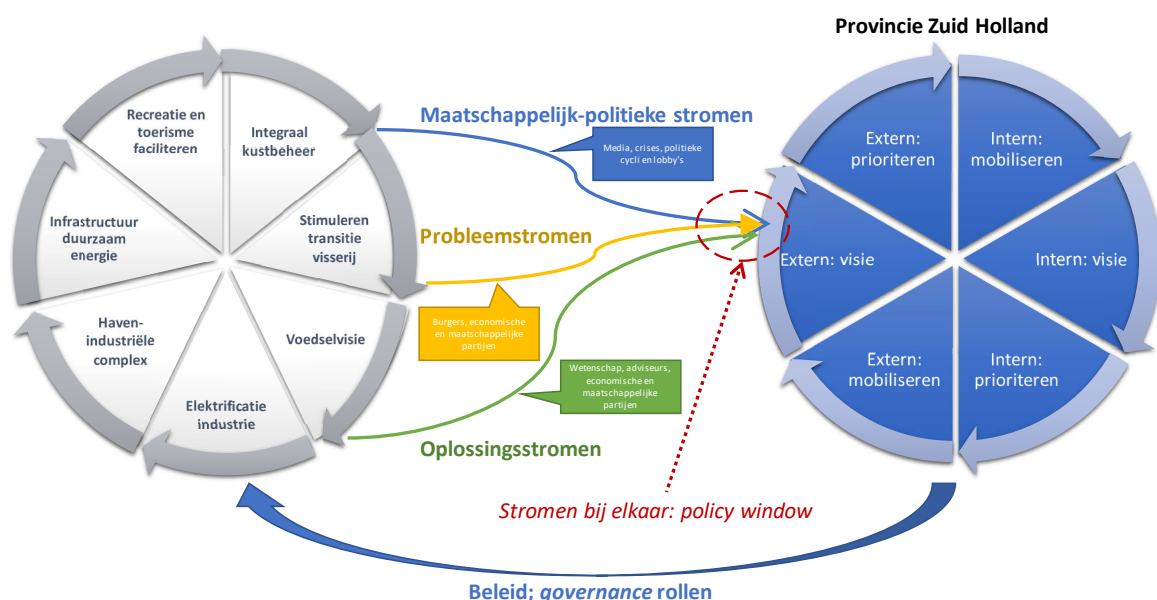 Provincie Zuid Holland
Recreatie en
toerisme
faciliteren
Integraal
kustbeheer
Stimuleren
transitie
visserij
Voedselvisie
Elektrificatie
industrie
Haven-
industriële
complex
Infrastructuur
duurzaam
energie
Maatschappelijk-politieke stromen
Media, crises, politieke
cycli en lobby's
Probleemstromen
Burgers, economische
en maatschappelijke
partijen
Wetenschap, adviseurs,
economische en
maatschappelijke
partijen
Oplossingsstromen
Stromen bij elkaar: policy window
Extern:
prioriteren
Intern:
mobiliseren
Extern: visie
Intern: visie
Extern:
mobiliseren
Intern:
prioriteren
Beleid; governance rollen